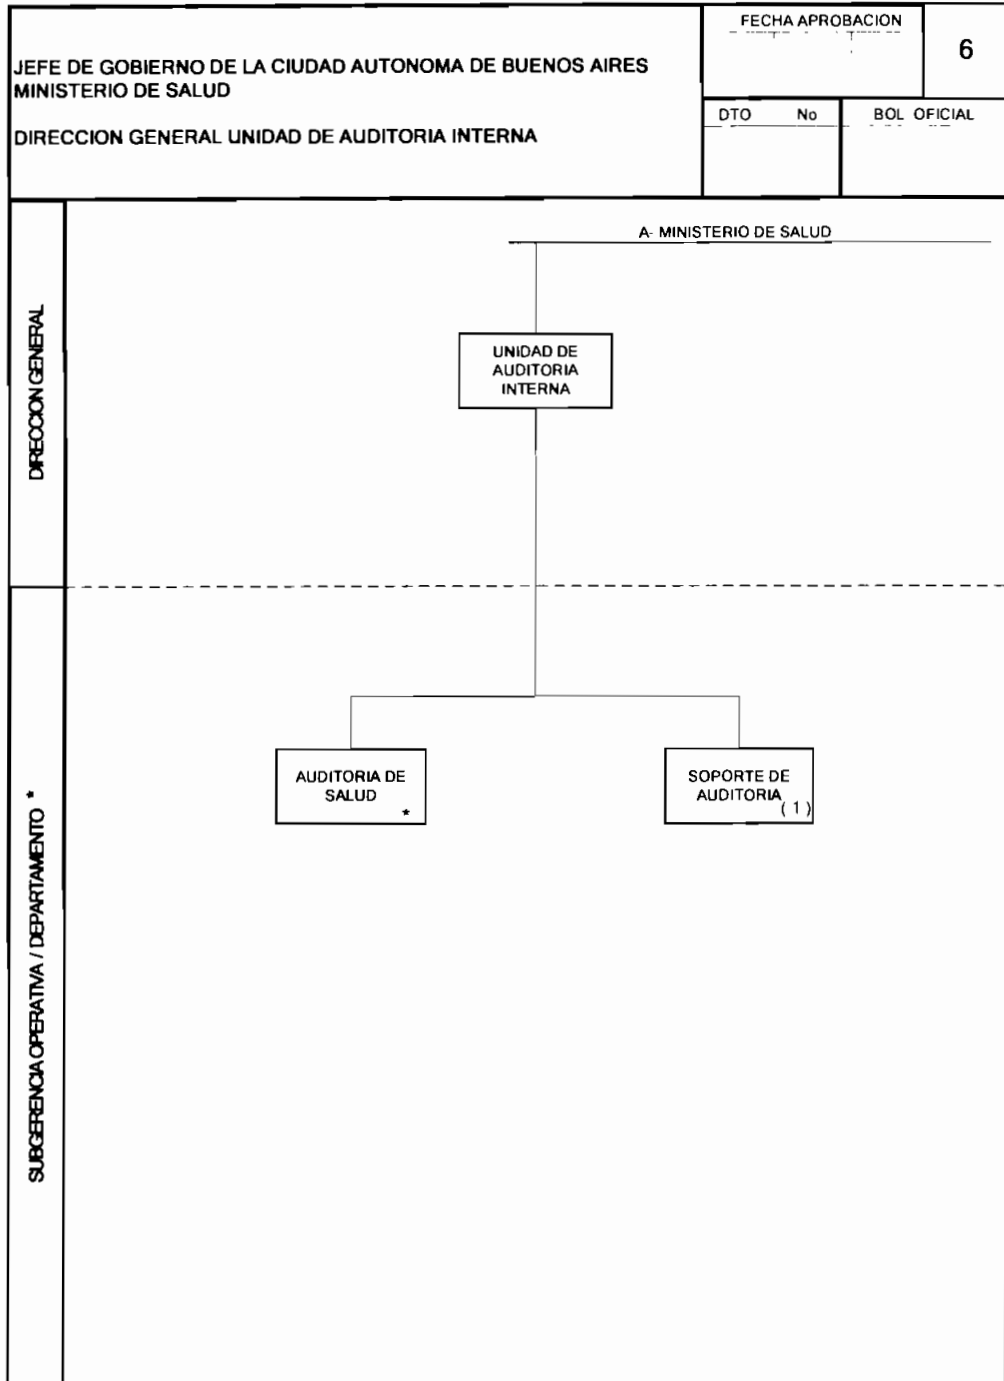 JEFE DE GOBIERNO DE LA CIUDAD AUTONOMA DE BUENOS AIRES
MINISTERIO DE SALUD
DIRECCION GENERAL UNIDAD DE AUDITORIA INTERNA
FECHA APROBACION
6
DTO No
BOL OFICIAL
A- MINISTERIO DE SALUD
DIRECCION GENERAL
UNIDAD DE
AUDITORIA
INTERNA
SUBGERENCIA OPERATIVA / DEPARTAMENTO *
AUDITORIA DE
SALUD
*
SOPORTE DE
AUDITORIA
( 1 )